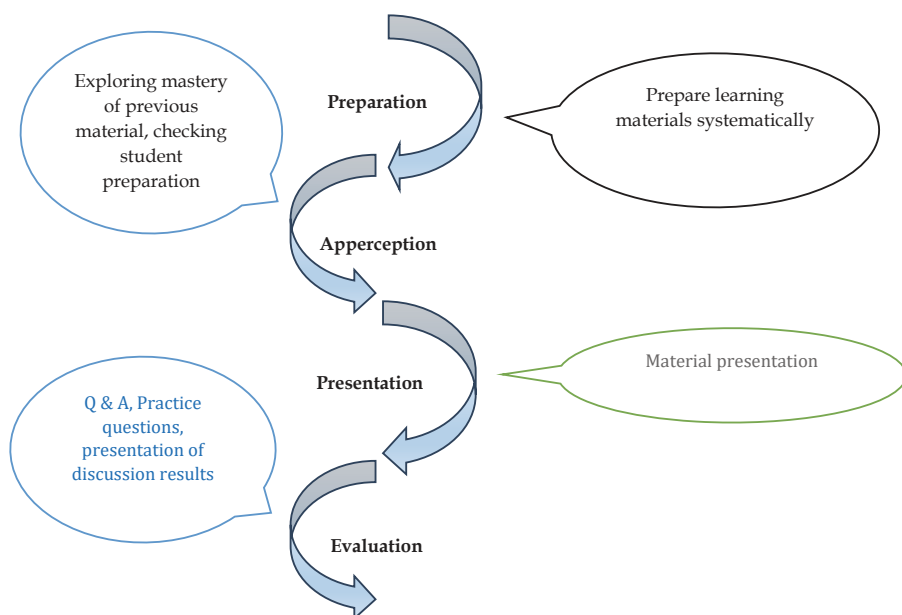 Exploring mastery
of previous
material, checking
student
preparation
Preparation
Prepare learning
materials systematically
Apperception
Presentation
Material presentation
Q & A, Practice
questions,
presentation of
discussion results
Evaluation